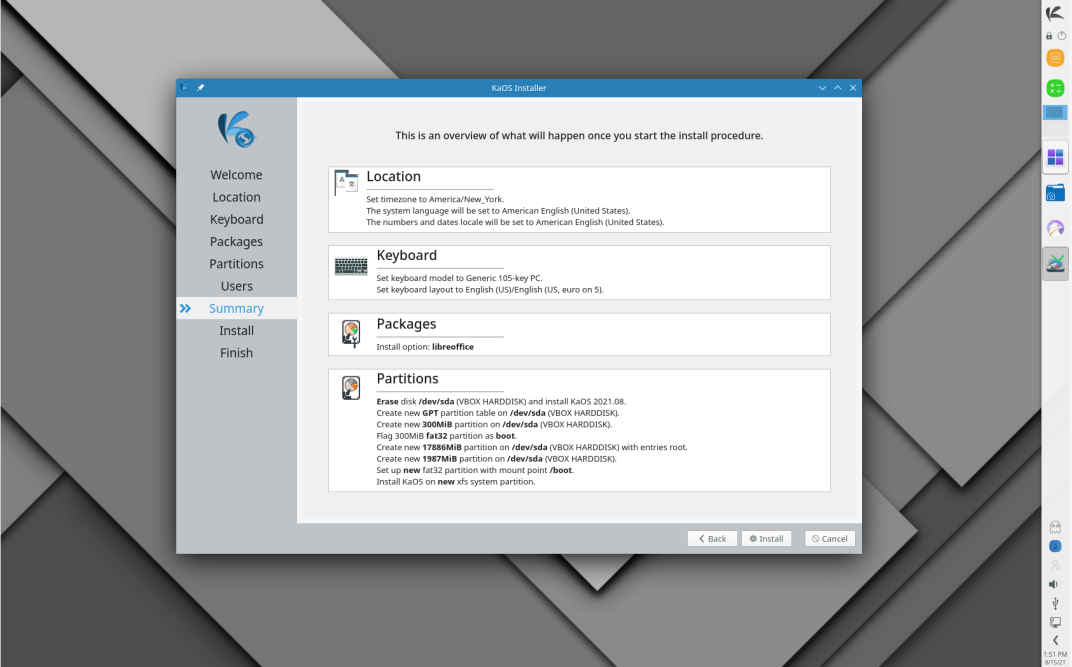 KaOS Installer
Welcome
Location
Keyboard
Packages
Partitions
Users
Summary
Install
Finish
This is an overview of what will happen once you start the install procedure.
Location
Set timezone to America/New_York.
The system language will be set to American English (United States).
The numbers and dates locale will be set to American English (United States).
Keyboard
Set keyboard model to Generic 105-key PC.
Set keyboard layout to English (US)/English (US, euro on 5).
Packages
Install option: libreoffice
Partitions
Erase disk /dev/sda (VBOX HARDDISK) and install KaOS 2021.08.
Create new GPT partition table on /dev/sda (VBOX HARDDISK).
Create new 300MiB partition on /dev/sda (VBOX HARDDISK).
Flag 300MiB fat32 partition as boot.
Create new 17886MiB partition on /dev/sda (VBOX HARDDISK) with entries root.
Create new 1987MiB partition on /dev/sda (VBOX HARDDISK).
Set up new fat32 partition with mount point /boot.
Install KaOS on new xfs system partition.
Back
Install
Cancel
1:51 PM
8/15/21